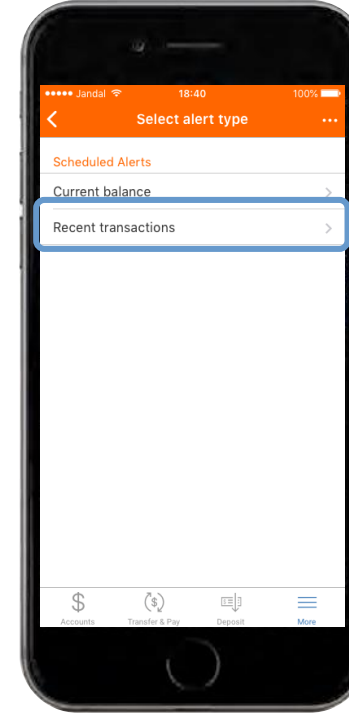 Jandal 18:40 100%
Select alert type
Scheduled Alerts
Current balance
Recent transactions
Accounts Transfer & Pay Deposit More